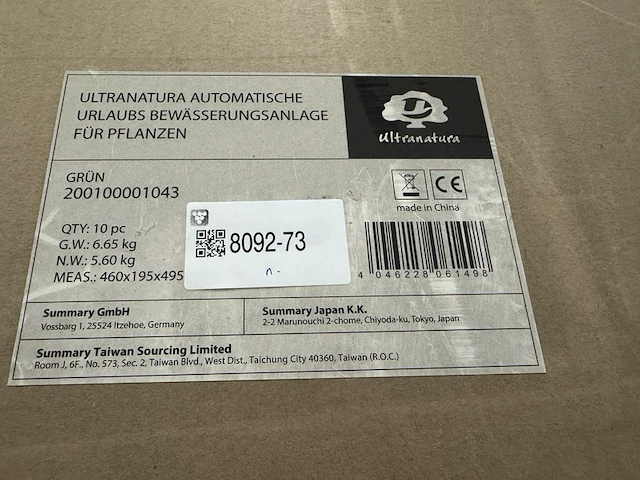 ULTRANATURA AUTOMATISCHE
URLAUBS BEWÄSSERUNGSANLAGE
FÜR PFLANZEN
Ultranatura
GRÜN
200100001043
CE
made in China
QTY: 10 pc
G.W.: 6.65 kg
N.W.: 5.60 kg
MEAS.: 460x195x495
8092-73
4 046228 061498
Summary GmbH
Vossbarg 1, 25524 Itzehoe, Germany
Summary Japan K.K.
2-2 Marunouchi 2-chome, Chiyoda-ku, Tokyo, Japan
Summary Taiwan Sourcing Limited
Room J, 6F., No. 573, Sec. 2, Taiwan Blvd., West Dist., Taichung City 40360, Taiwan (R.O.C.)